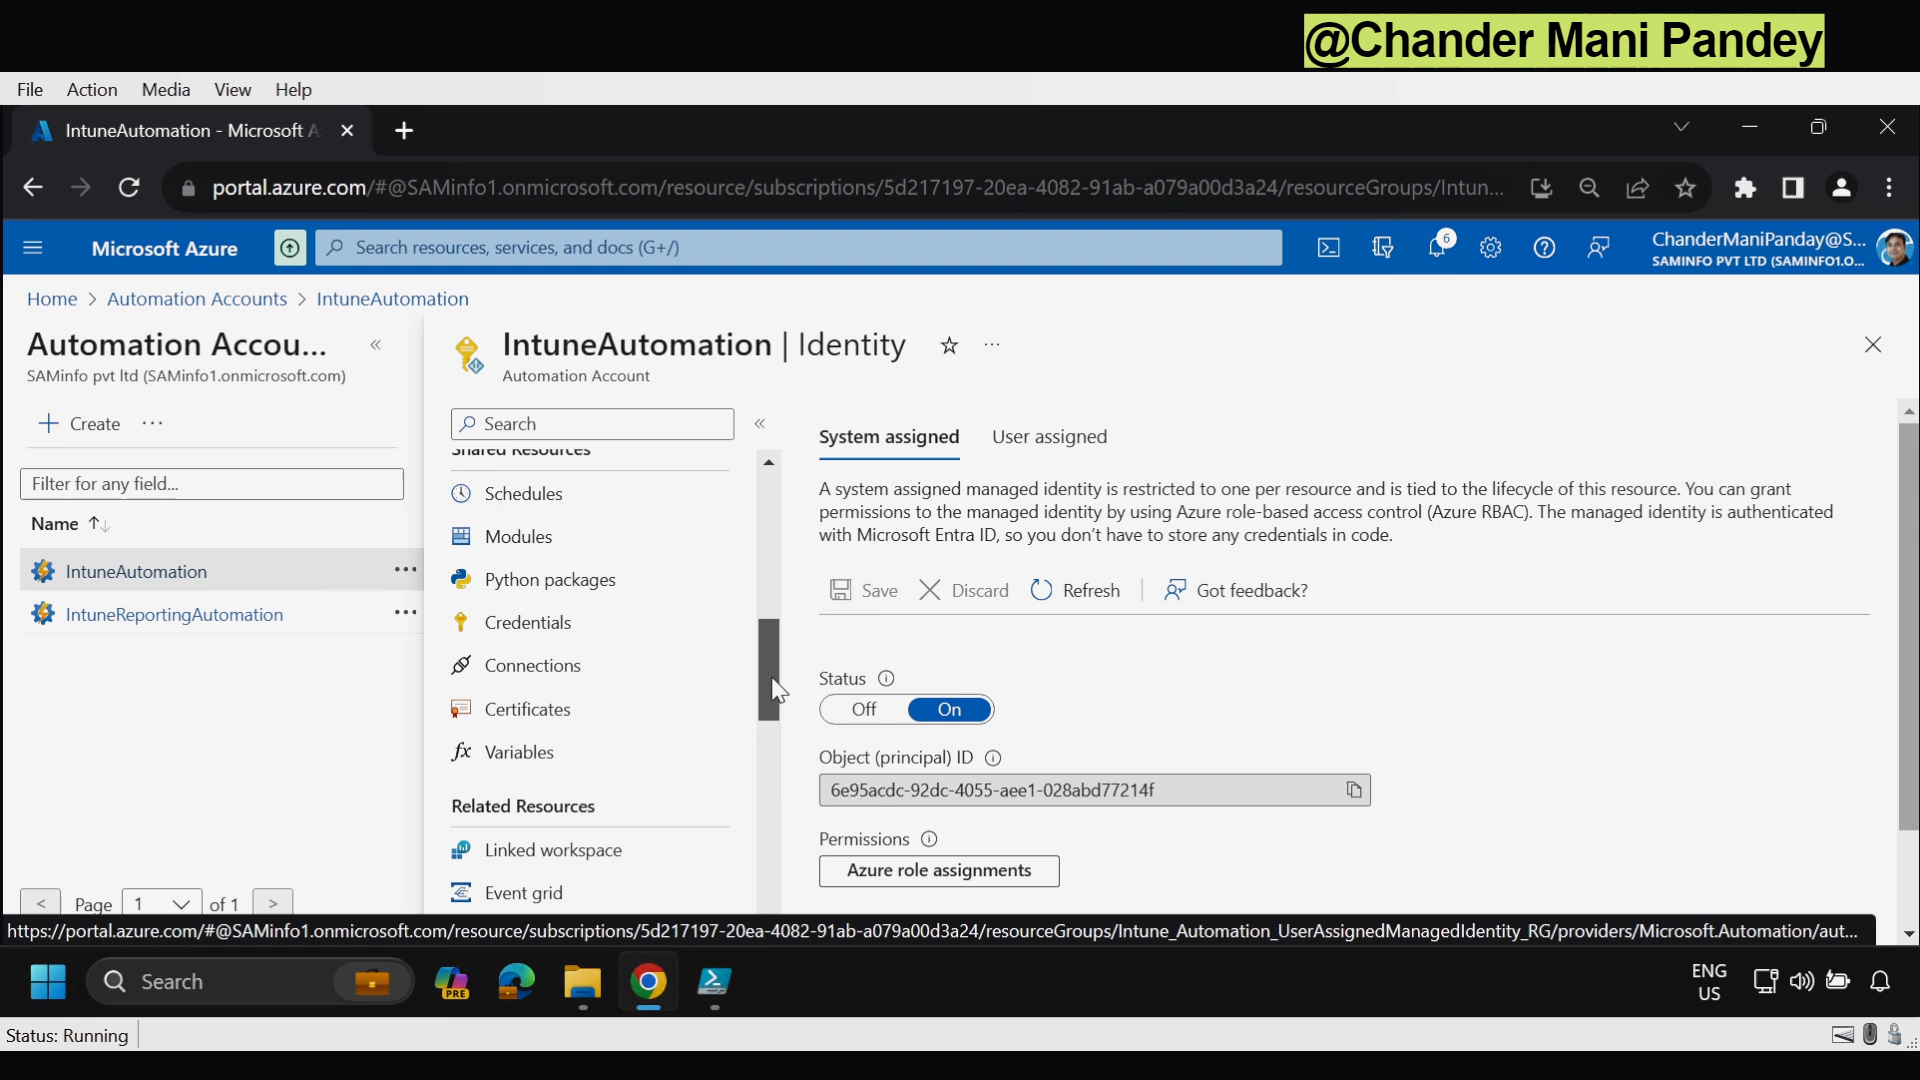 @Chander Mani Pandey
File Action Media View Help
IntuneAutomation - Microsoft A
portal.azure.com/#@SAMinfo1.onmicrosoft.com/resource/subscriptions/5d217197-20ea-4082-91ab-a079a00d3a24/resourceGroups/Intun...
Microsoft Azure
Search resources, services, and docs (G+/)
6
ChanderManiPanday@S...
SAMINFO PVT LTD (SAMINFO1.O...
Home > Automation Accounts > IntuneAutomation
Automation Accou...
«
SAMinfo pvt ltd (SAMinfo1.onmicrosoft.com)
+ Create ...
Filter for any field...
Name ↑↓
IntuneAutomation ...
IntuneReportingAutomation ...
< Page 1 of 1 >
IntuneAutomation | Identity ...
Automation Account
Search
«
Shared Resources
Schedules
Modules
Python packages
Credentials
Connections
Certificates
fx Variables
Related Resources
Linked workspace
Event grid
System assigned User assigned
A system assigned managed identity is restricted to one per resource and is tied to the lifecycle of this resource. You can grant
permissions to the managed identity by using Azure role-based access control (Azure RBAC). The managed identity is authenticated
with Microsoft Entra ID, so you don't have to store any credentials in code.
Save Discard Refresh Got feedback?
Status
Off On
Object (principal) ID
6e95acdc-92dc-4055-aee1-028abd77214f
Permissions
Azure role assignments
https://portal.azure.com/#@SAMinfo1.onmicrosoft.com/resource/subscriptions/5d217197-20ea-4082-91ab-a079a00d3a24/resourceGroups/Intune_Automation_UserAssignedManagedIdentity_RG/providers/Microsoft.Automation/aut...
Search
PRE
ENG
US
Status: Running